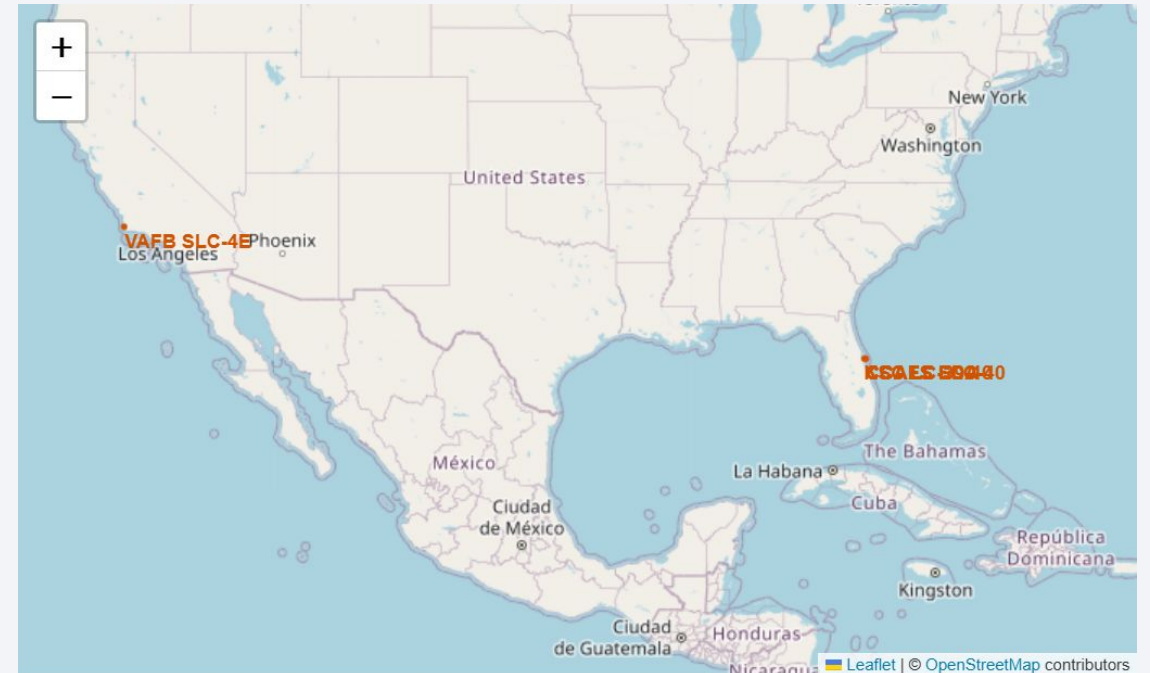 +
−
New York
Washington
United States
VAFB SLC-4E
Phoenix
Los Angeles
The Bahamas
México
La Habana
Cuba
Ciudad
de México
República
Dominicana
Kingston
Ciudad
de Guatemala
Honduras
Leaflet | © OpenStreetMap contributors